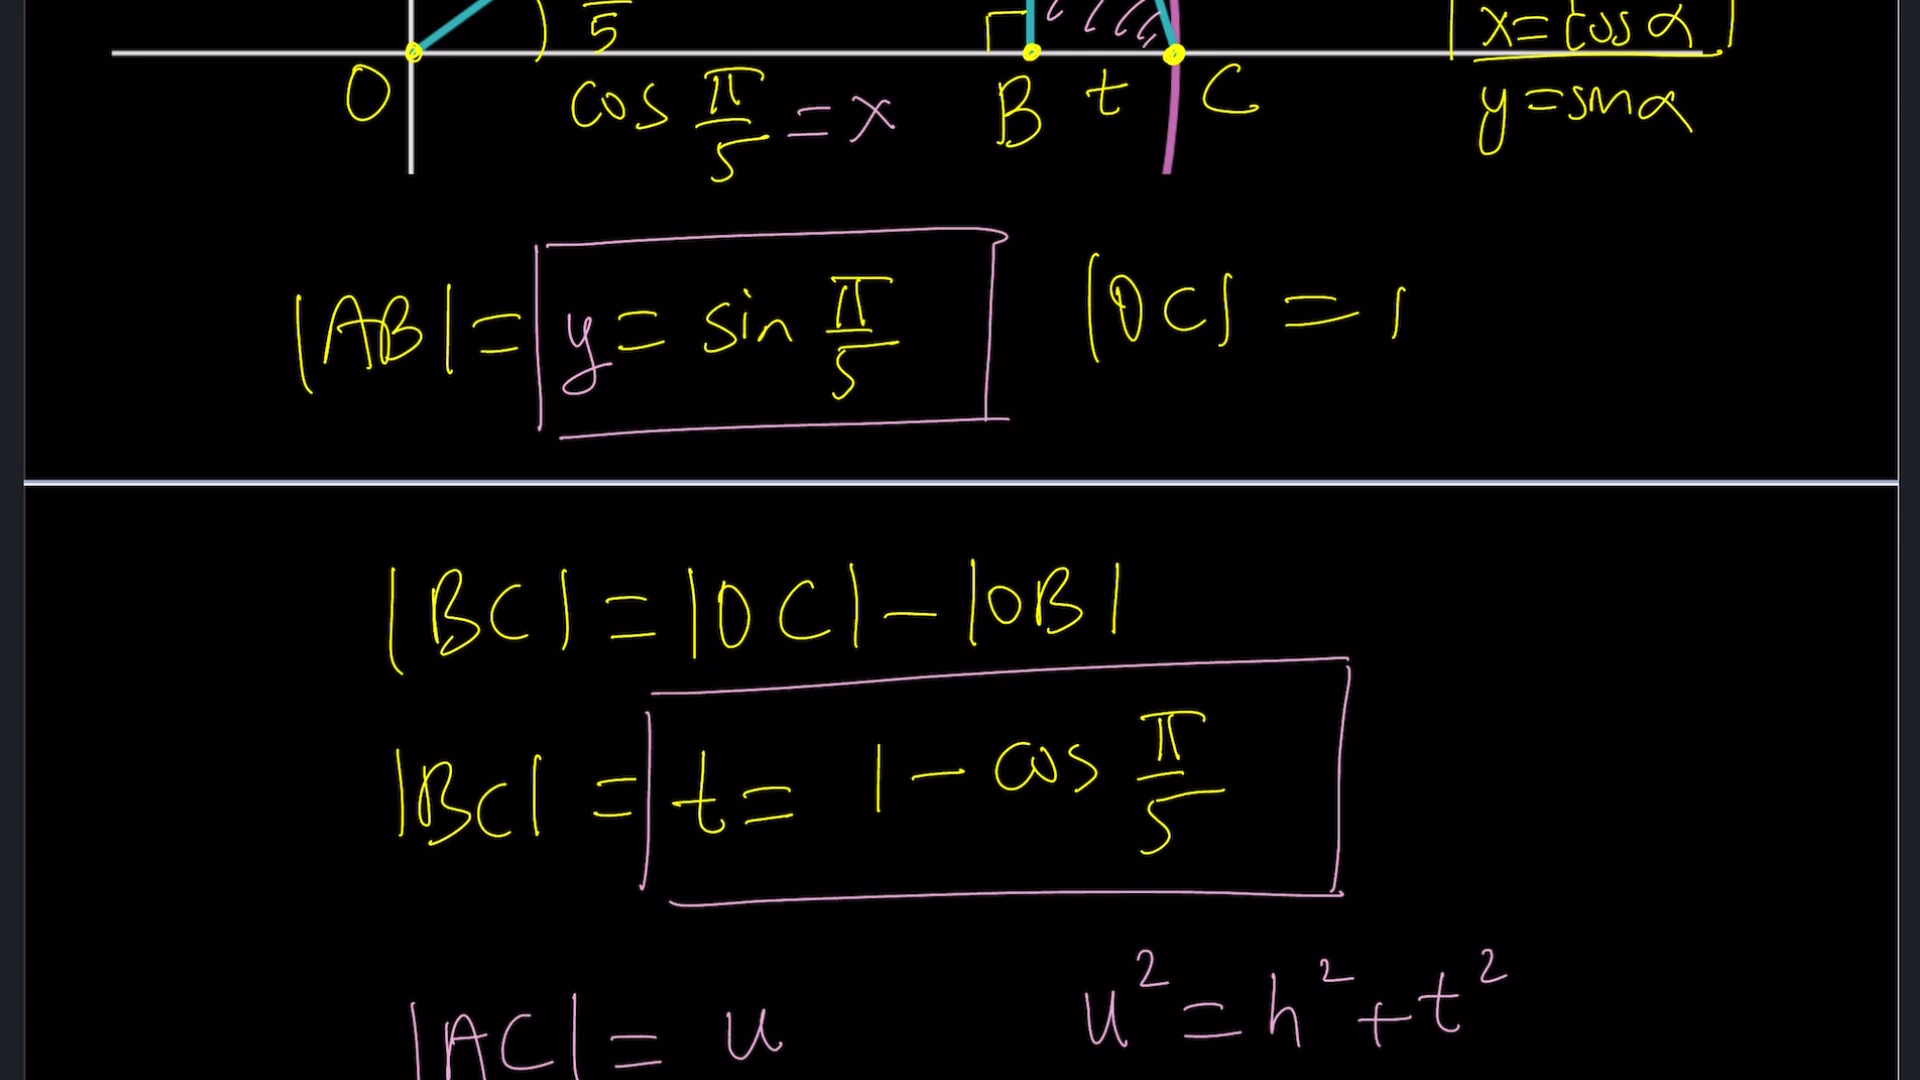 π/5
x = cos α
O
cos π/5 = x
B
t
C
y = sin α
|AB| = y = sin π/5
|OC| = 1
|BC| = |OC| - |OB|
|BC| = t = 1 - cos π/5
|AC| = u
u² = h² + t²